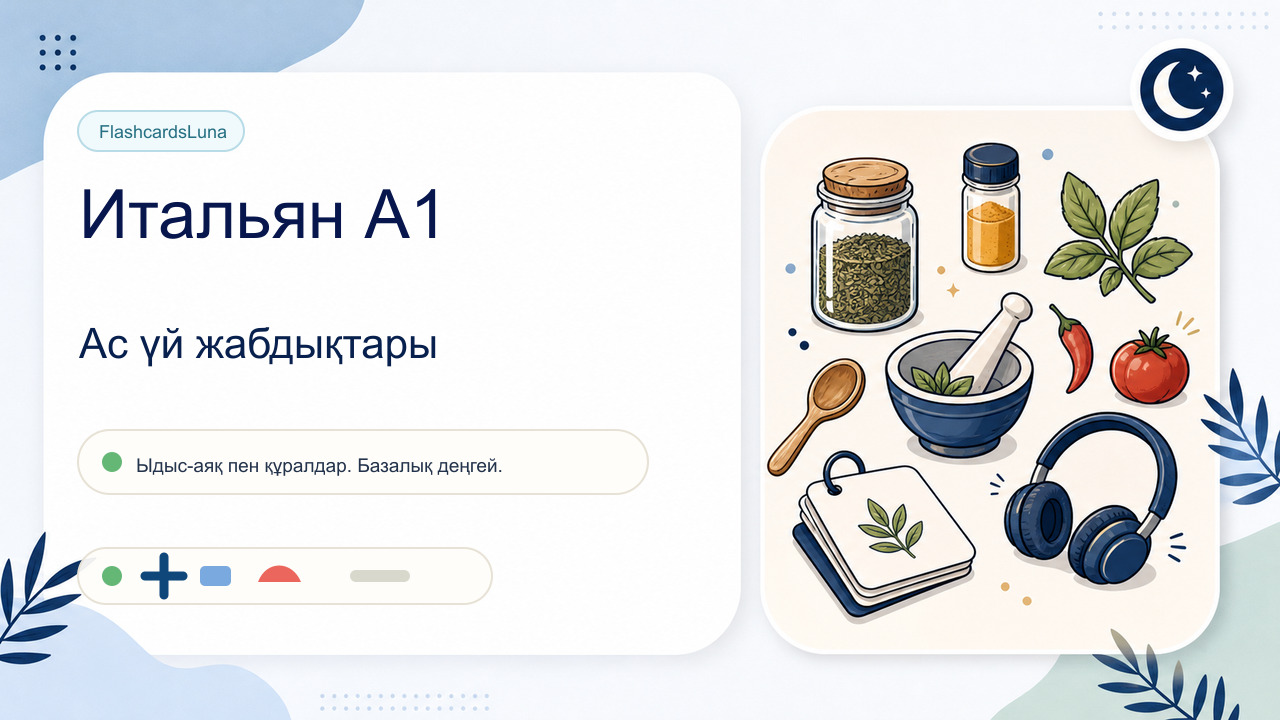 FlashcardsLuna
Итальян А1
Ас үй жабдықтары
Ыдыс-аяқ пен құралдар. Базалық деңгей.